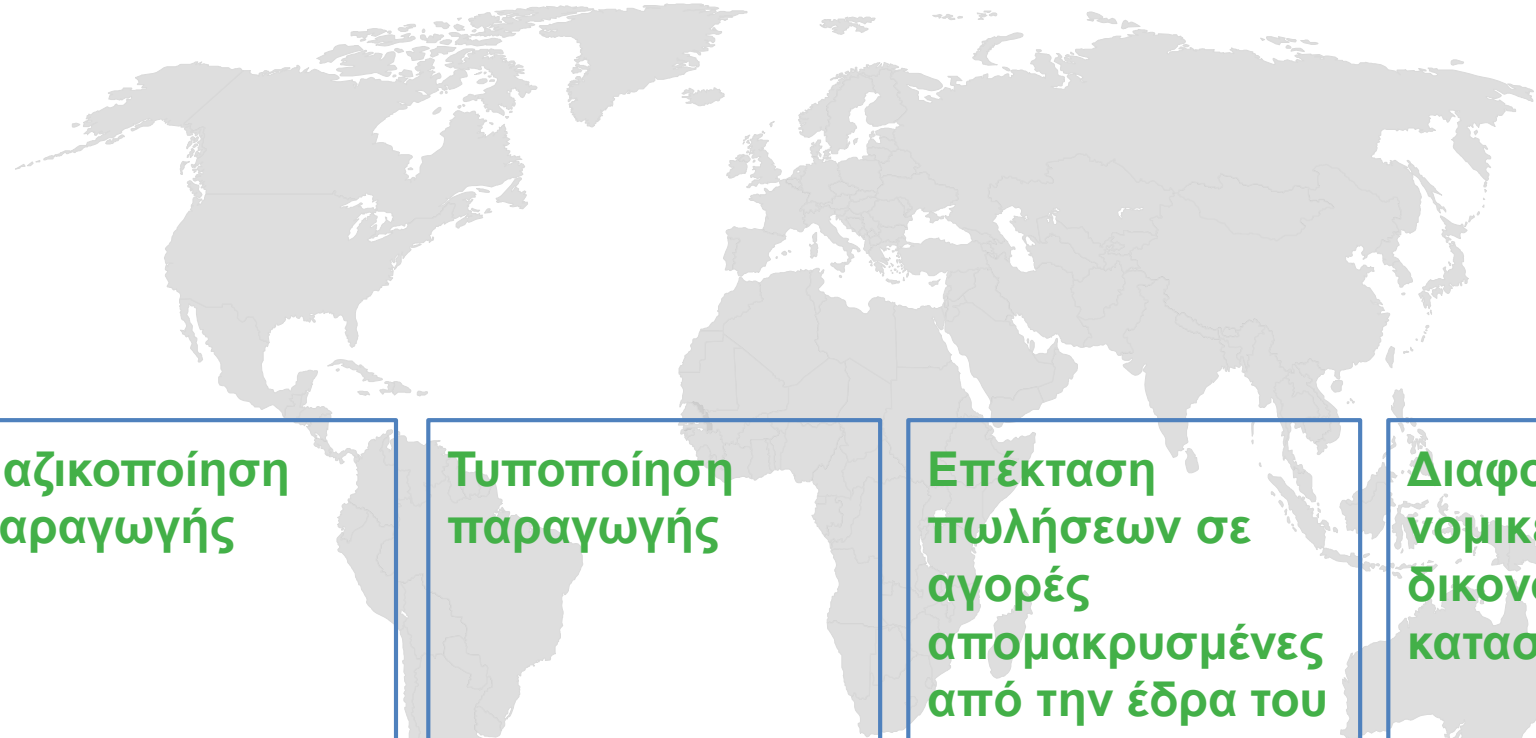 αζικοποίηση
αραγωγής
Τυποποίηση
παραγωγής
Επέκταση
πωλήσεων σε
αγορές
απομακρυσμένες
από την έδρα του